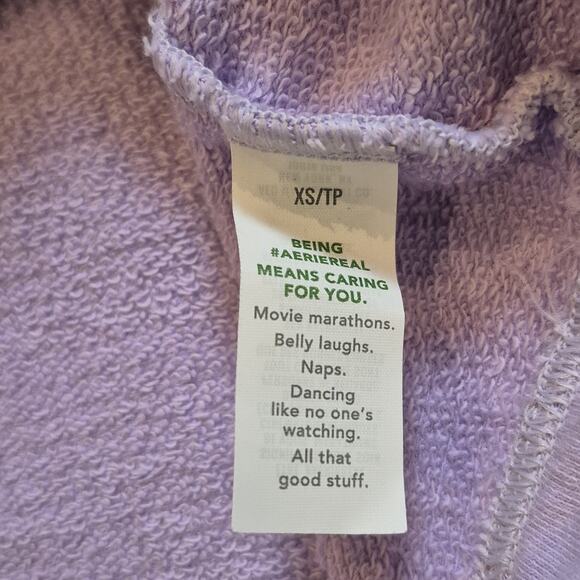 XS/TP
BEING
#AERIEREAL
MEANS CARING
FOR YOU.
Movie marathons.
Belly laughs.
Naps.
Dancing
like no one's
watching.
All that
good stuff.